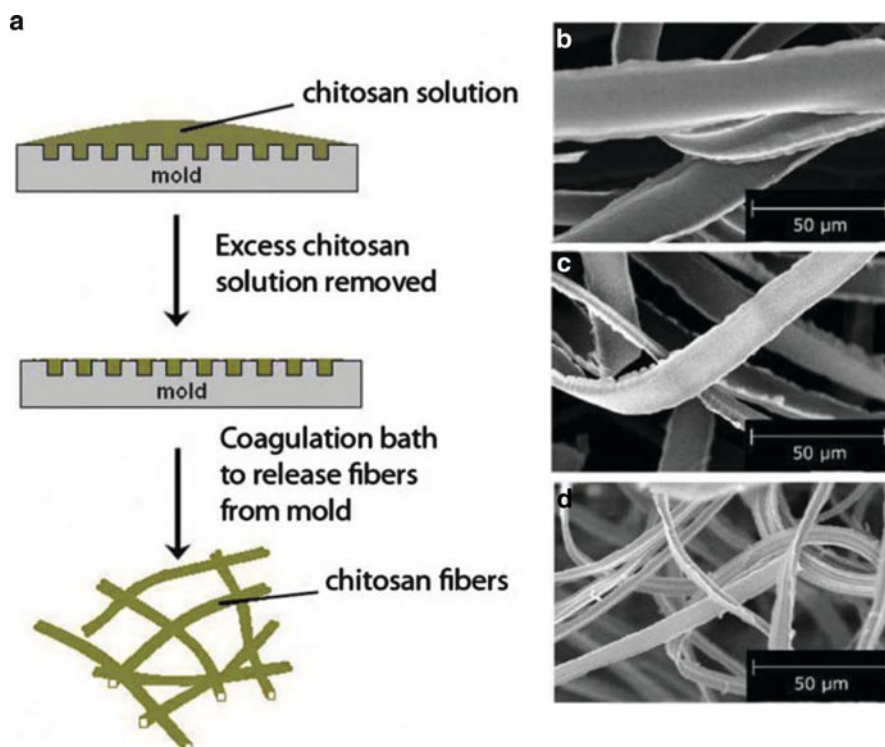 a
chitosan solution
mold
Excess chitosan
solution removed
mold
Coagulation bath
to release fibers
from mold
chitosan fibers
b
50 µm
c
50 µm
d
50 µm